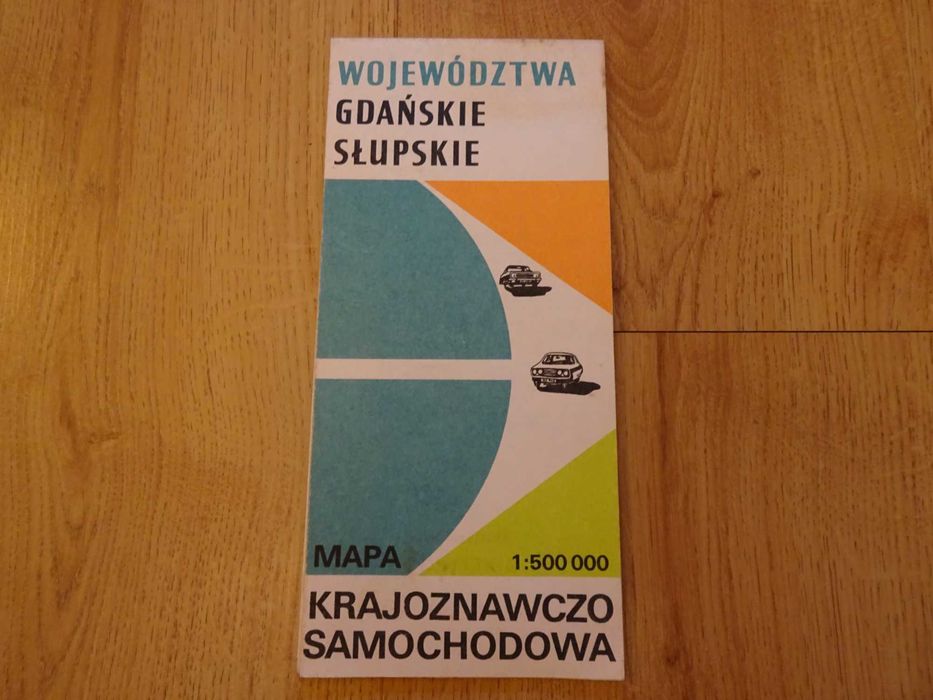 WOJEWÓDZTWA
GDAŃSKIE
SŁUPSKIE
MAPA
1:500 000
KRAJOZNAWCZO
SAMOCHODOWA